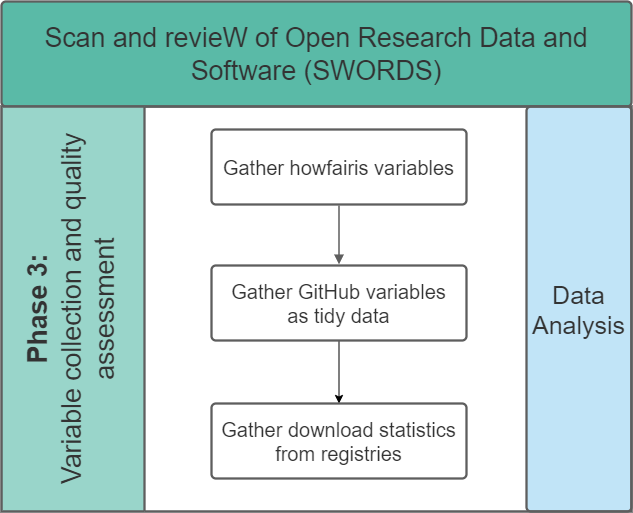 Scan and revieW of Open Research Data and
Software (SWORDS)
Phase 3:
Variable collection and quality
assessment
Gather howfairis variables
Gather GitHub variables
as tidy data
Gather download statistics
from registries
Data
Analysis